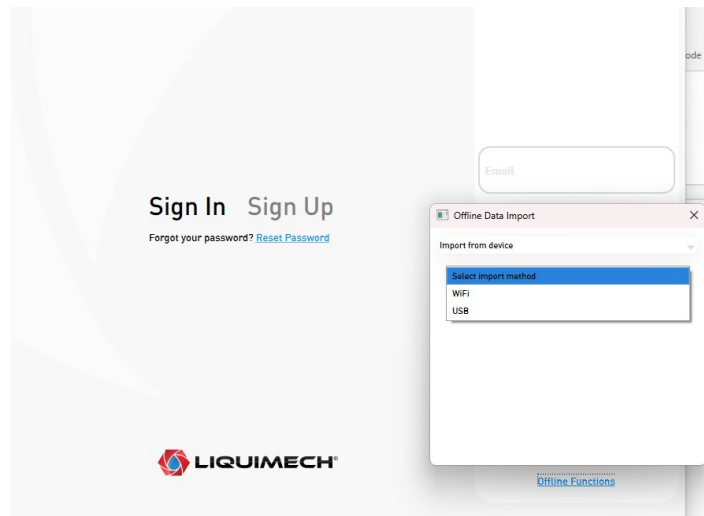 ode
Email
Sign In Sign Up
Forgot your password? Reset Password
Offline Data Import
Import from device
Select import method
WiFi
USB
LIQUIMECH®
Offline Functions